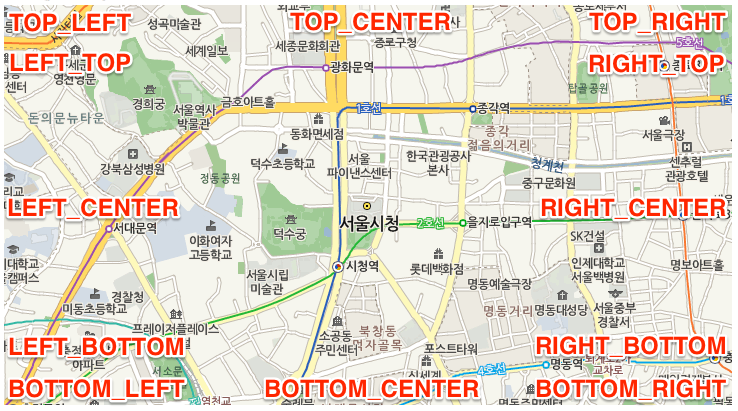 TOP_LEFT
TOP_CENTER
TOP_RIGHT
성곡미술관
종로구청
세계일보
세종문화회관
5호선
LEFT_TOP
RIGHT_TOP
영천영문
광화문역
센터
경희궁
탑골공원
금호아트홀
서울역사
박물관
1호선
종각역
돈의문뉴타운
동화면세점
종각
젊음의거리
서울극장
강북삼성병원
덕수초등학교
서울
파이낸스센터
한국관광공사
본사
청계천
센추럴
관광호텔
정동공원
중구문화원
LEFT_CENTER
RIGHT_CENTER
서대문역
이화여자
고등학교
덕수궁
서울시청
2호선
을지로입구역
SK건설
인제대학교
서울백병원
캠퍼스
서울시립
미술관
시청역
롯데백화점
명보아트홀
경찰청
미동초등학교
명동예술극장
프레이저플레이스
소공동
주민센터
북창동
먹자골목
명동거리
명동대성당
서울중부
경찰서
LEFT_BOTTOM
RIGHT_BOTTOM
아파트
포스트타워
서소문
4호선
명동역
교차로
BOTTOM_LEFT
BOTTOM_CENTER
BOTTOM_RIGHT